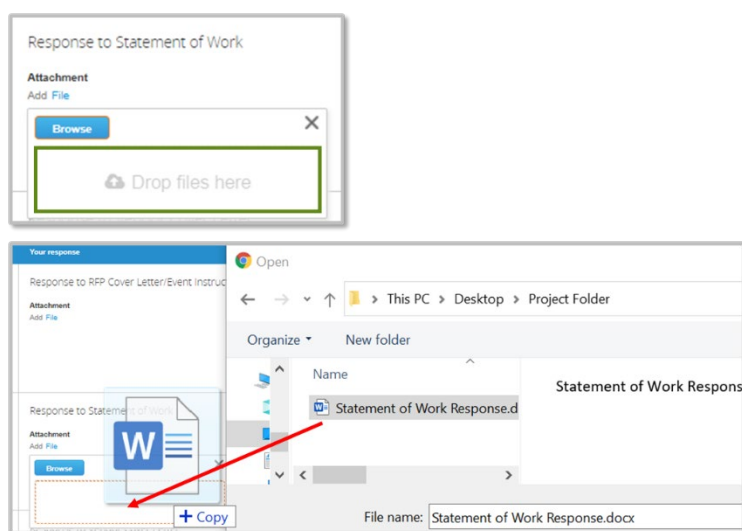 Response to Statement of Work
Attachment
Add File
Browse
Drop files here
Your response
Response to RFP Cover Letter/Event Instruc
Attachment
Add File
Response to Statement of Work
Attachment
Add File
Browse
W
+ Copy
Open
This PC > Desktop > Project Folder
Organize
New folder
Name
Statement of Work Response.d
Statement of Work Respons
File name: Statement of Work Response.docx